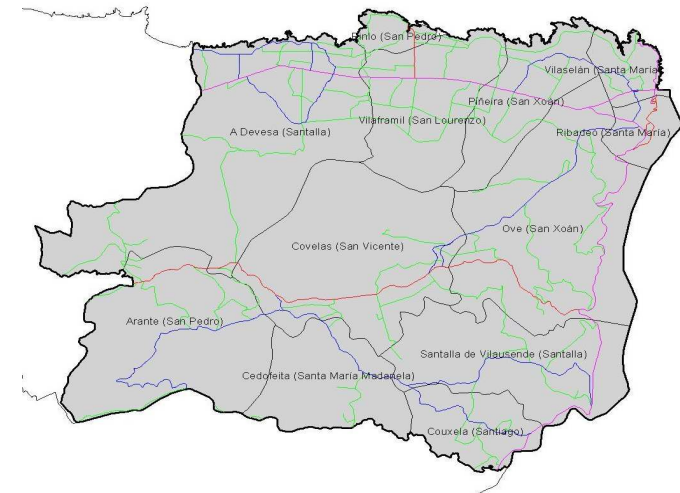 Rinlo (San Pedro)
Vilaselán (Santa María)
Piñeira (San Xoán)
Vilaframil (San Lourenzo)
A Devesa (Santalla)
Ribadeo (Santa María)
Ove (San Xoán)
Covelas (San Vicente)
Arante (San Pedro)
Santalla de Vilausende (Santalla)
Cedofeita (Santa María Madanela)
Couxela (Santiago)